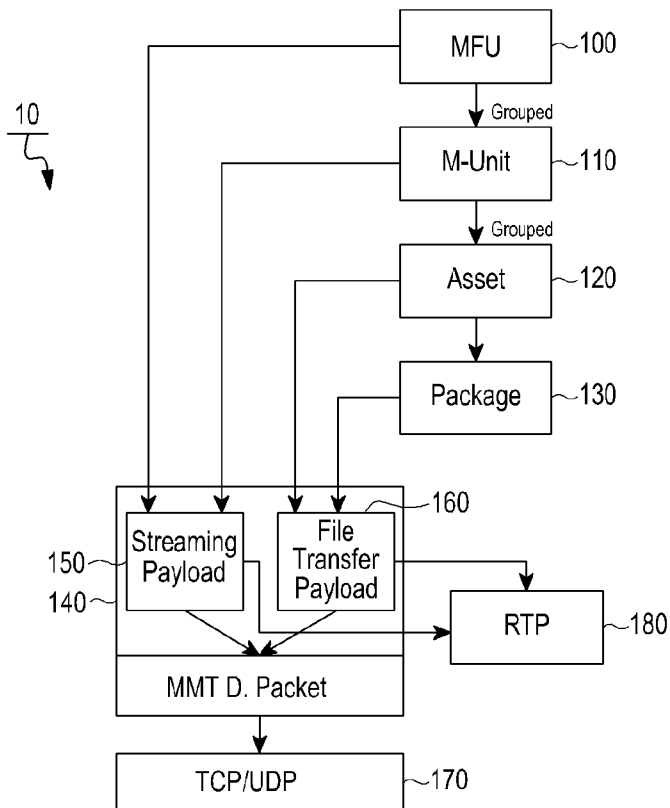 MFU
100
10
Grouped
M-Unit
110
Grouped
Asset
120
Package
130
160
Streaming
Payload
File
Transfer
Payload
150
140
RTP
180
MMT D. Packet
TCP/UDP
170